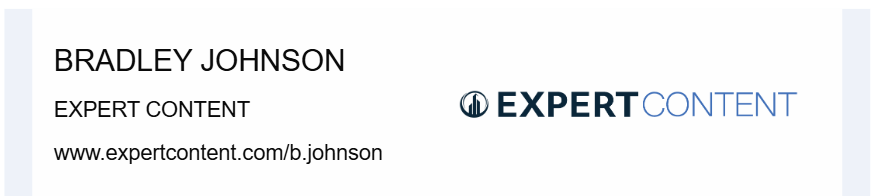 BRADLEY JOHNSON
EXPERT CONTENT
www.expertcontent.com/b.johnson
EXPERTCONTENT